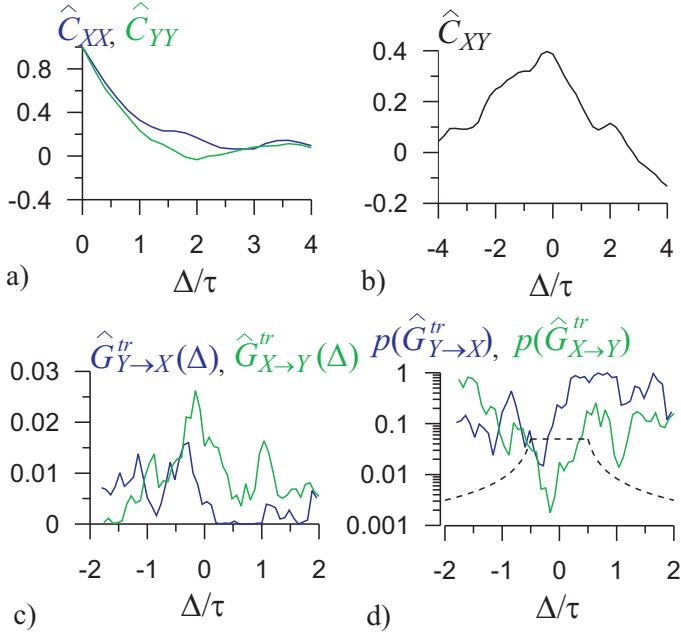 Ĉ_XX, Ĉ_YY
0.8
0.4
0
-0.4
0 1 2 3 4
a) Δ/τ
Ĉ_XY
0.4
0.2
0
-0.2
-4 -2 0 2 4
b) Δ/τ
Ĝ^tr_Y→X(Δ), Ĝ^tr_X→Y(Δ)
0.03
0.02
0.01
0
-2 -1 0 1 2
c) Δ/τ
p(Ĝ^tr_Y→X), p(Ĝ^tr_X→Y)
1
0.1
0.01
0.001
-2 -1 0 1 2
d) Δ/τ